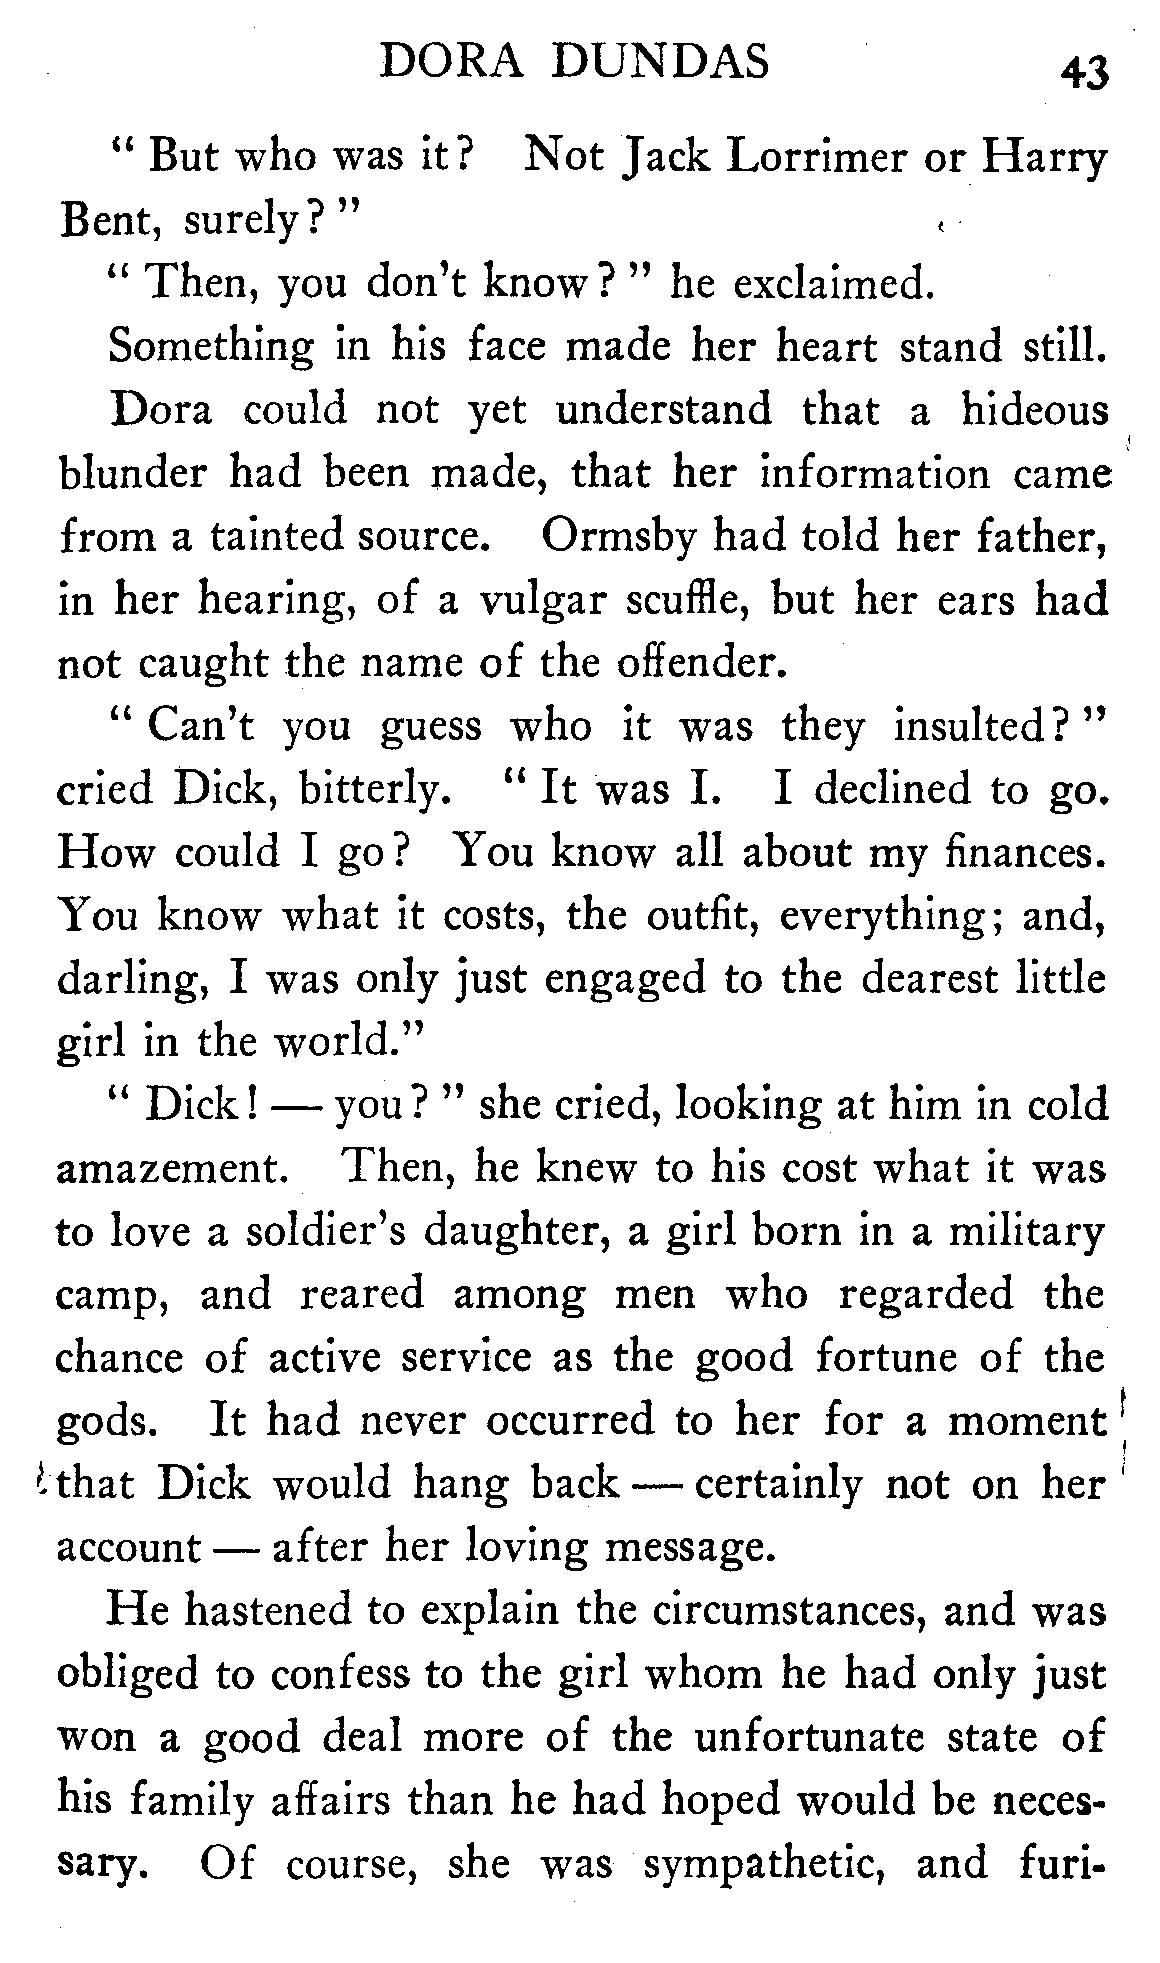 DORA DUNDAS 43
“ But who was it? Not Jack Lorrimer or Harry
Bent, surely? ”
“ Then, you don't know? ” he exclaimed.
Something in his face made her heart stand still.
Dora could not yet understand that a hideous
blunder had been made, that her information came
from a tainted source. Ormsby had told her father,
in her hearing, of a vulgar scuffle, but her ears had
not caught the name of the offender.
“ Can't you guess who it was they insulted? ”
cried Dick, bitterly. “ It was I. I declined to go.
How could I go? You know all about my finances.
You know what it costs, the outfit, everything; and,
darling, I was only just engaged to the dearest little
girl in the world.”
“ Dick! — you? ” she cried, looking at him in cold
amazement. Then, he knew to his cost what it was
to love a soldier's daughter, a girl born in a military
camp, and reared among men who regarded the
chance of active service as the good fortune of the
gods. It had never occurred to her for a moment
that Dick would hang back — certainly not on her
account — after her loving message.
He hastened to explain the circumstances, and was
obliged to confess to the girl whom he had only just
won a good deal more of the unfortunate state of
his family affairs than he had hoped would be neces-
sary. Of course, she was sympathetic, and furi-